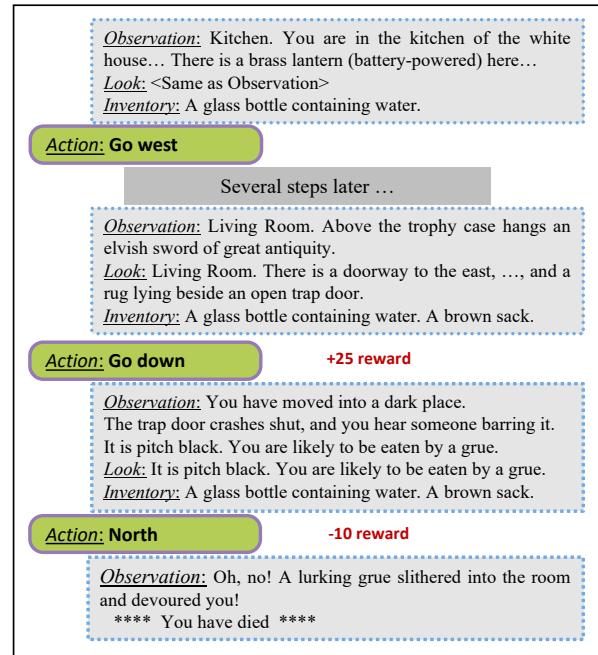 Observation: Kitchen. You are in the kitchen of the white
house… There is a brass lantern (battery-powered) here…
Look: <Same as Observation>
Inventory: A glass bottle containing water.
Action: Go west
Several steps later …
Observation: Living Room. Above the trophy case hangs an
elvish sword of great antiquity.
Look: Living Room. There is a doorway to the east, …, and a
rug lying beside an open trap door.
Inventory: A glass bottle containing water. A brown sack.
Action: Go down +25 reward
Observation: You have moved into a dark place.
The trap door crashes shut, and you hear someone barring it.
It is pitch black. You are likely to be eaten by a grue.
Look: It is pitch black. You are likely to be eaten by a grue.
Inventory: A glass bottle containing water. A brown sack.
Action: North -10 reward
Observation: Oh, no! A lurking grue slithered into the room
and devoured you!
**** You have died ****